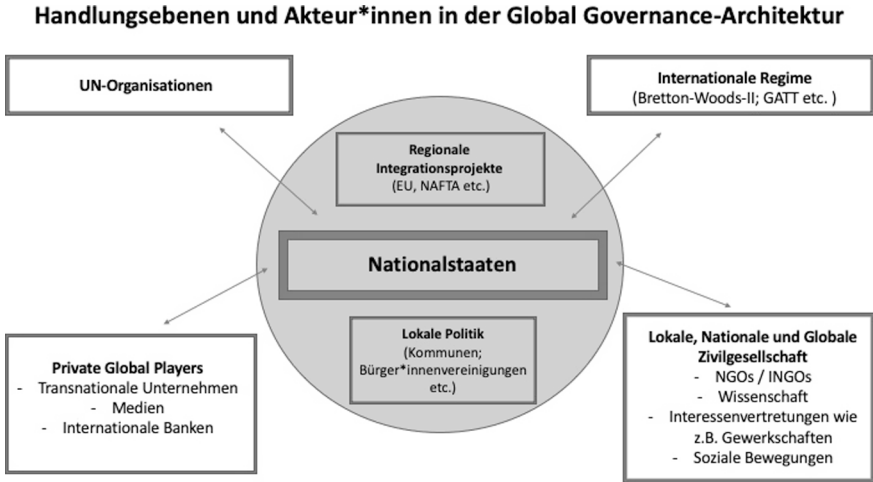 Handlungsebenen und Akteur*innen in der Global Governance-Architektur
UN-Organisationen
Internationale Regime
(Bretton-Woods-II; GATT etc. )
Regionale
Integrationsprojekte
(EU, NAFTA etc.)
Nationalstaaten
Lokale Politik
(Kommunen;
Bürger*innenvereinigungen
etc.)
Private Global Players
- Transnationale Unternehmen
- Medien
- Internationale Banken
Lokale, Nationale und Globale
Zivilgesellschaft
- NGOs / INGOs
- Wissenschaft
- Interessenvertretungen wie
z.B. Gewerkschaften
- Soziale Bewegungen